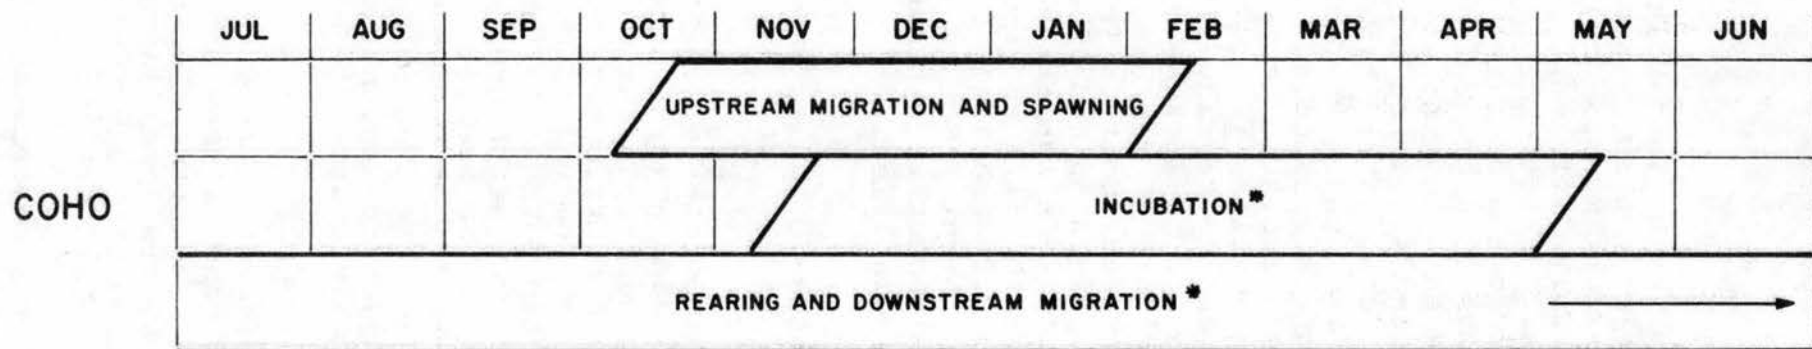 JUL AUG SEP OCT NOV DEC JAN FEB MAR APR MAY JUN
UPSTREAM MIGRATION AND SPAWNING
COHO
INCUBATION*
REARING AND DOWNSTREAM MIGRATION*